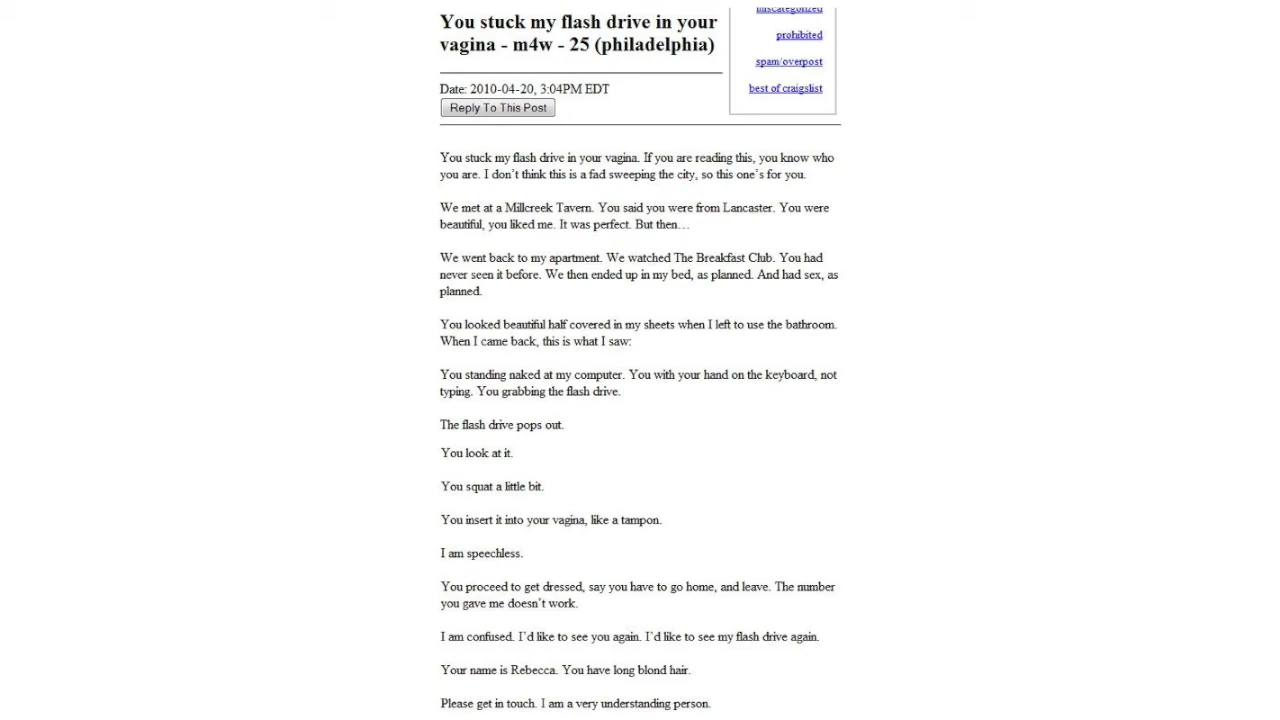 You stuck my flash drive in your
vagina - m4w - 25 (philadelphia)
miscategorized
prohibited
spam/overpost
best of craigslist
Date: 2010-04-20, 3:04PM EDT
Reply To This Post
You stuck my flash drive in your vagina. If you are reading this, you know who
you are. I don’t think this is a fad sweeping the city, so this one’s for you.
We met at a Millcreek Tavern. You said you were from Lancaster. You were
beautiful, you liked me. It was perfect. But then…
We went back to my apartment. We watched The Breakfast Club. You had
never seen it before. We then ended up in my bed, as planned. And had sex, as
planned.
You looked beautiful half covered in my sheets when I left to use the bathroom.
When I came back, this is what I saw:
You standing naked at my computer. You with your hand on the keyboard, not
typing. You grabbing the flash drive.
The flash drive pops out.
You look at it.
You squat a little bit.
You insert it into your vagina, like a tampon.
I am speechless.
You proceed to get dressed, say you have to go home, and leave. The number
you gave me doesn’t work.
I am confused. I’d like to see you again. I’d like to see my flash drive again.
Your name is Rebecca. You have long blond hair.
Please get in touch. I am a very understanding person.